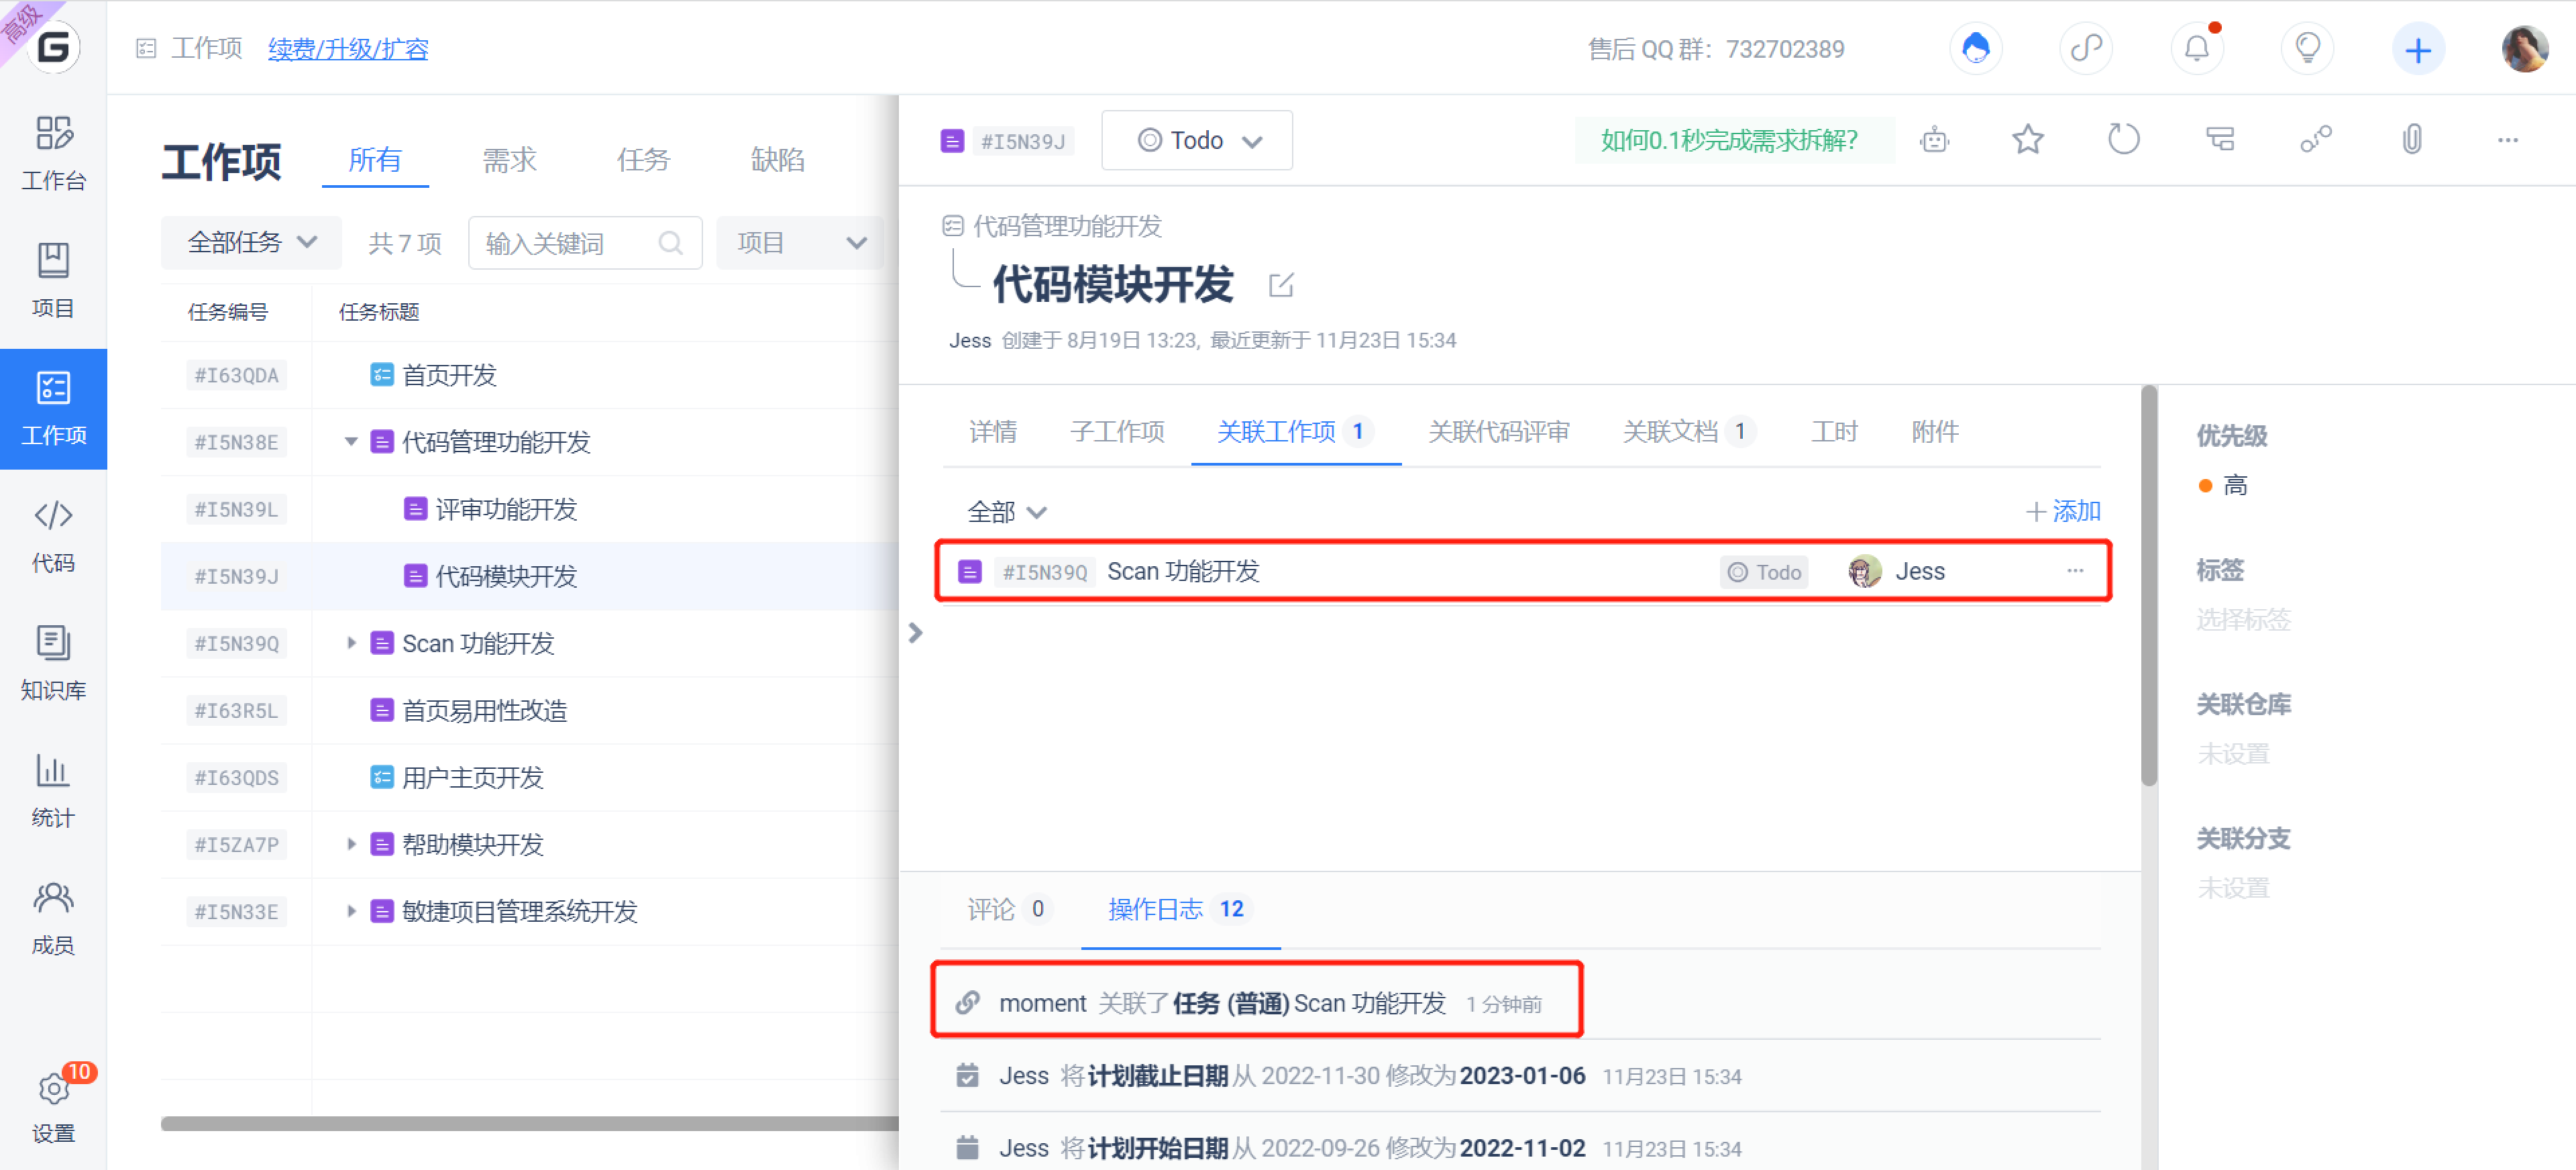 高级
G
工作项 续费/升级/扩容
售后 QQ 群：732702389
工作台
项目
工作项
代码
知识库
统计
成员
10
设置
工作项 所有 需求 任务 缺陷
全部任务 共 7 项 输入关键词 项目
任务编号 任务标题
#I63QDA 首页开发
#I5N38E 代码管理功能开发
#I5N39L 评审功能开发
#I5N39J 代码模块开发
#I5N39Q Scan 功能开发
#I63R5L 首页易用性改造
#I63QDS 用户主页开发
#I5ZA7P 帮助模块开发
#I5N33E 敏捷项目管理系统开发
#I5N39J Todo 如何0.1秒完成需求拆解？
代码管理功能开发
代码模块开发
Jess 创建于 8月19日 13:23, 最近更新于 11月23日 15:34
详情 子工作项 关联工作项 1 关联代码评审 关联文档 1 工时 附件
全部 添加
#I5N39Q Scan 功能开发 Todo Jess
评论 0 操作日志 12
moment 关联了 任务 (普通) Scan 功能开发 1 分钟前
Jess 将 计划截止日期 从 2022-11-30 修改为 2023-01-06 11月23日 15:34
Jess 将 计划开始日期 从 2022-09-26 修改为 2022-11-02 11月23日 15:34
优先级
高
标签
选择标签
关联仓库
未设置
关联分支
未设置